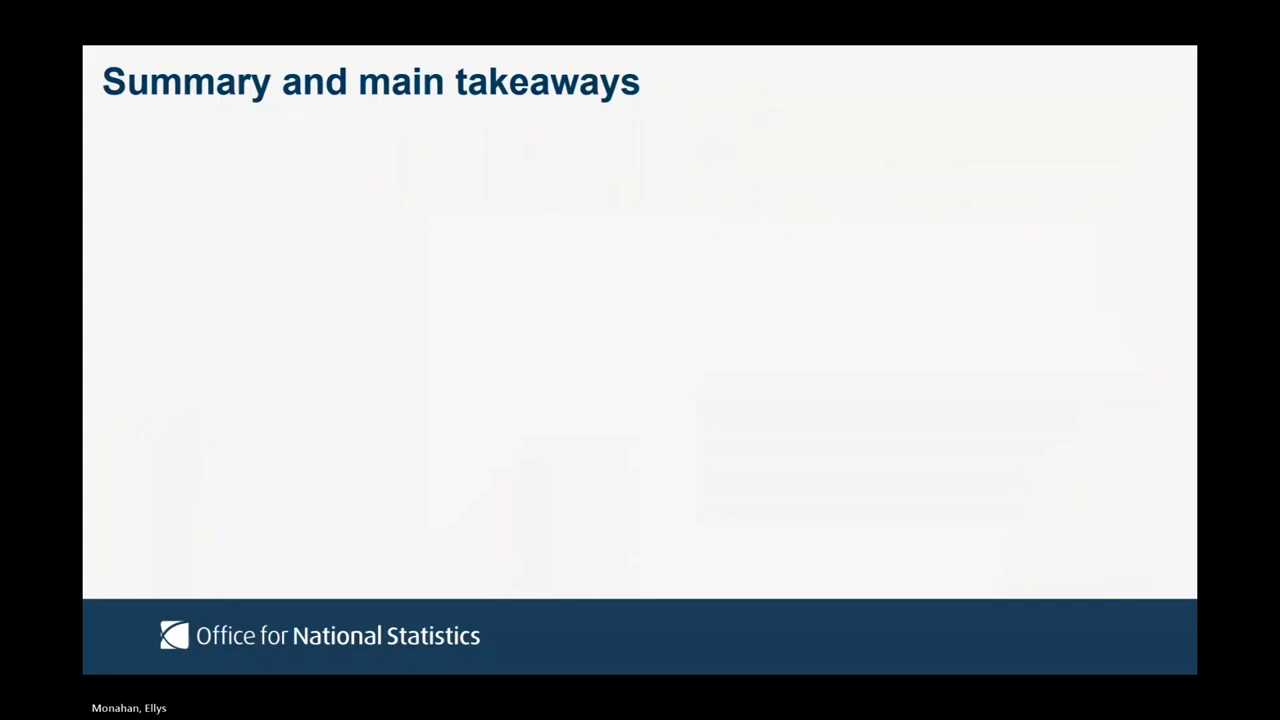 Summary and main takeaways
Office for National Statistics
Monahan, Ellys